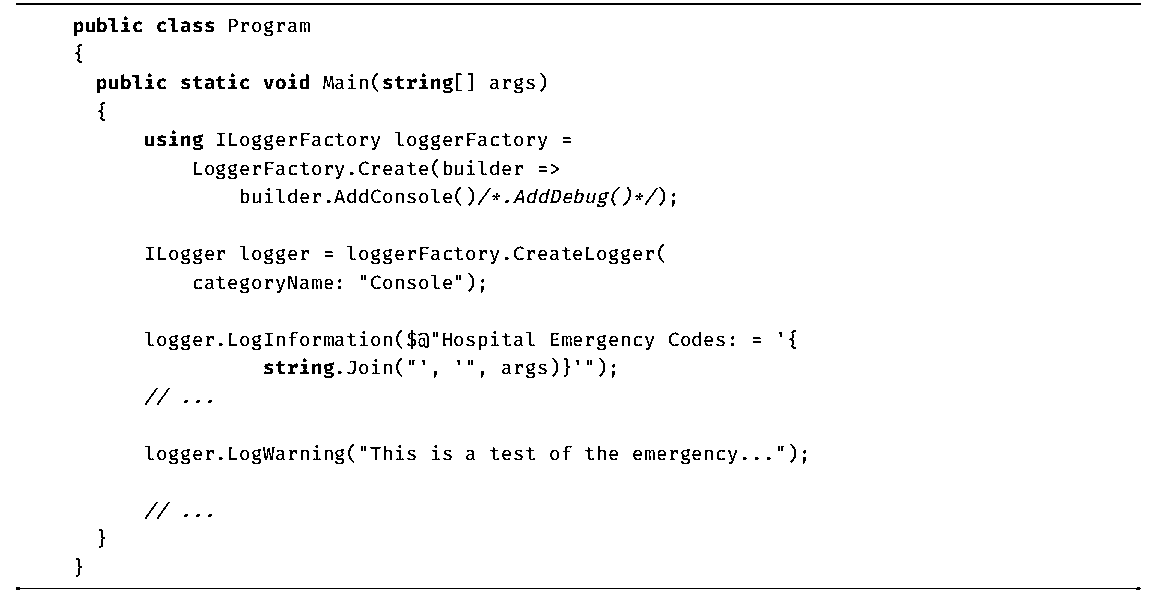 public class Program
{
  public static void Main(string[] args)
  {
      using ILoggerFactory loggerFactory =
          LoggerFactory.Create(builder =>
              builder.AddConsole()/*.AddDebug()*/);

      ILogger logger = loggerFactory.CreateLogger(
          categoryName: "Console");

      logger.LogInformation($@"Hospital Emergency Codes: = '{
                string.Join("', '", args)}'");
      // ...

      logger.LogWarning("This is a test of the emergency...");

      // ...
  }
}